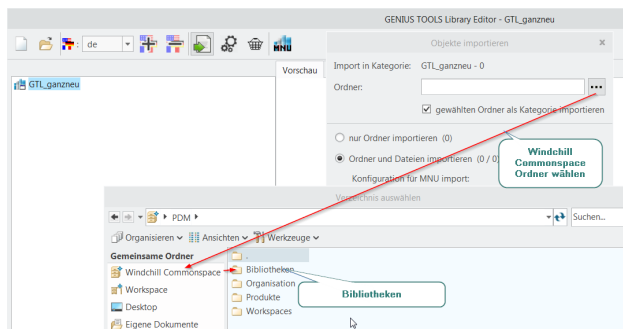 GENIUS TOOLS Library Editor - GTL_ganzneu
de
MNU
Objekte importieren
Vorschau
Import in Kategorie: GTL_ganzneu - 0
GTL_ganzneu
Ordner:
gewählten Ordner als Kategorie importieren
nur Ordner importieren (0)
Ordner und Dateien importieren (0 / 0)
Konfiguration für MNU import:
Windchill
Commonspace
Ordner wählen
Verzeichnis auswählen
PDM
Suchen...
Organisieren
Ansichten
Werkzeuge
Gemeinsame Ordner
.
Windchill Commonspace
Bibliotheken
Workspace
Organisation
Desktop
Produkte
Eigene Dokumente
Workspaces
Bibliotheken